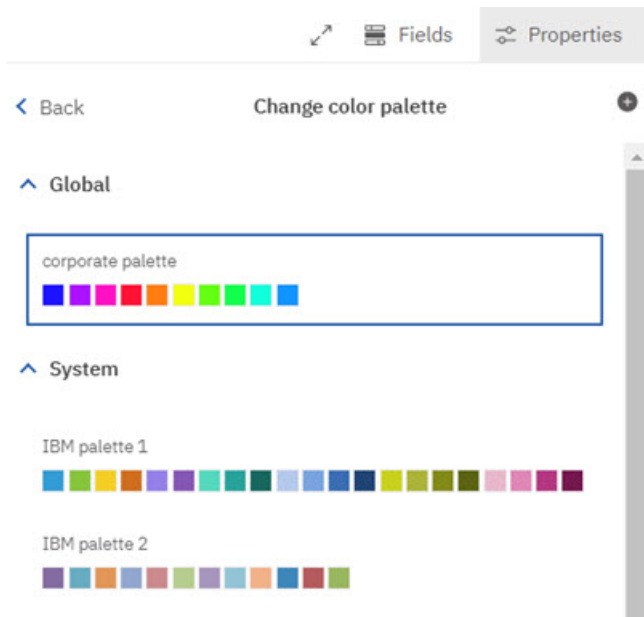 Fields Properties
Back Change color palette
Global
corporate palette
System
IBM palette 1
IBM palette 2